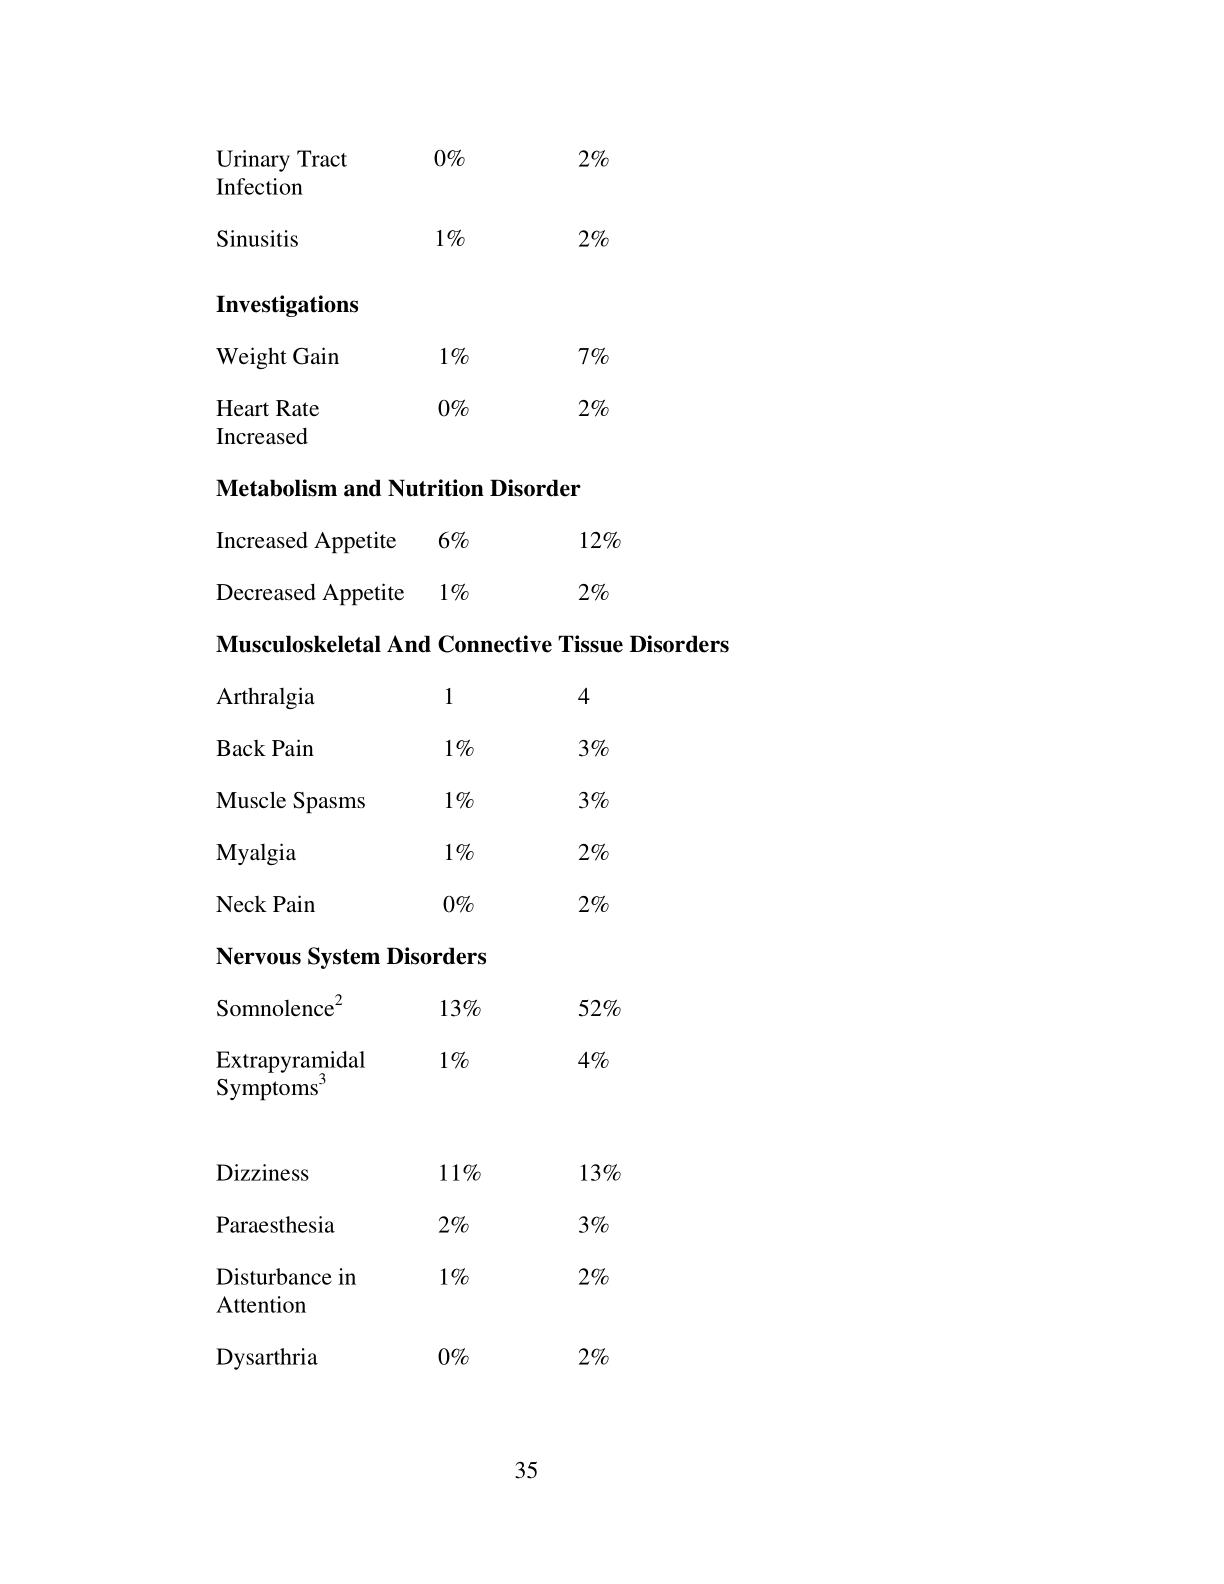 Urinary Tract 0% 2%
Infection
Sinusitis 1% 2%
Investigations
Weight Gain 1% 7%
Heart Rate 0% 2%
Increased
Metabolism and Nutrition Disorder
Increased Appetite 6% 12%
Decreased Appetite 1% 2%
Musculoskeletal And Connective Tissue Disorders
Arthralgia 1 4
Back Pain 1% 3%
Muscle Spasms 1% 3%
Myalgia 1% 2%
Neck Pain 0% 2%
Nervous System Disorders
Somnolence2 13% 52%
Extrapyramidal 1% 4%
Symptoms3
Dizziness 11% 13%
Paraesthesia 2% 3%
Disturbance in 1% 2%
Attention
Dysarthria 0% 2%
35